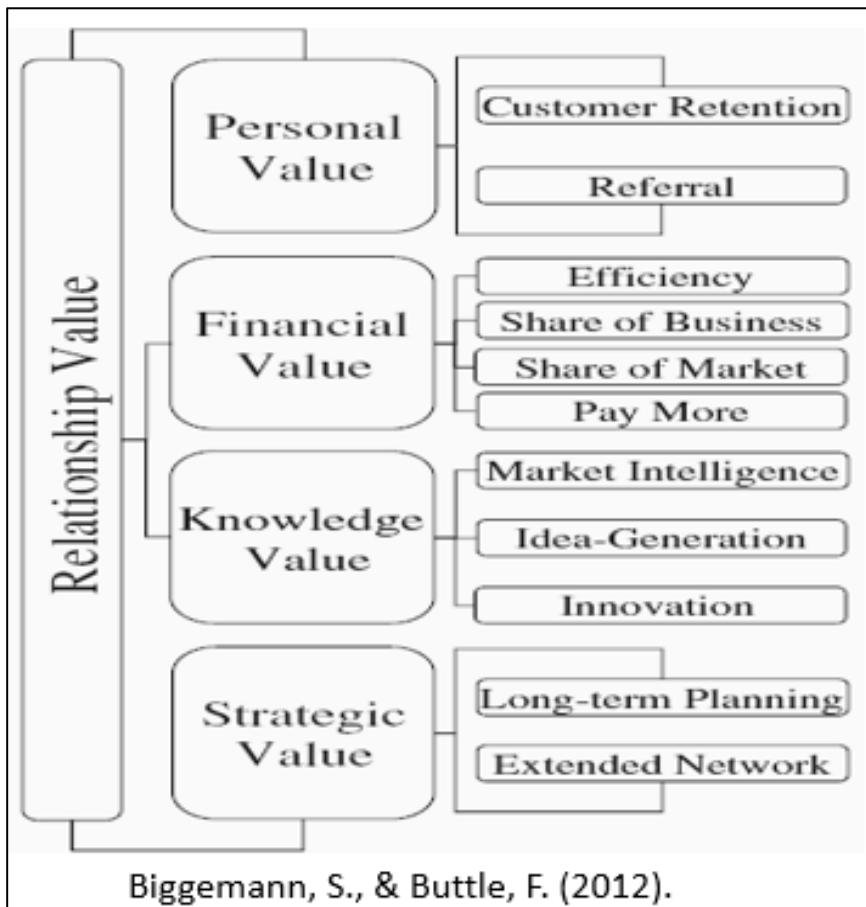 Relationship Value
Personal
Value
Customer Retention
Referral
Financial
Value
Efficiency
Share of Business
Share of Market
Pay More
Knowledge
Value
Market Intelligence
Idea-Generation
Innovation
Strategic
Value
Long-term Planning
Extended Network
Biggemann, S., & Buttle, F. (2012).